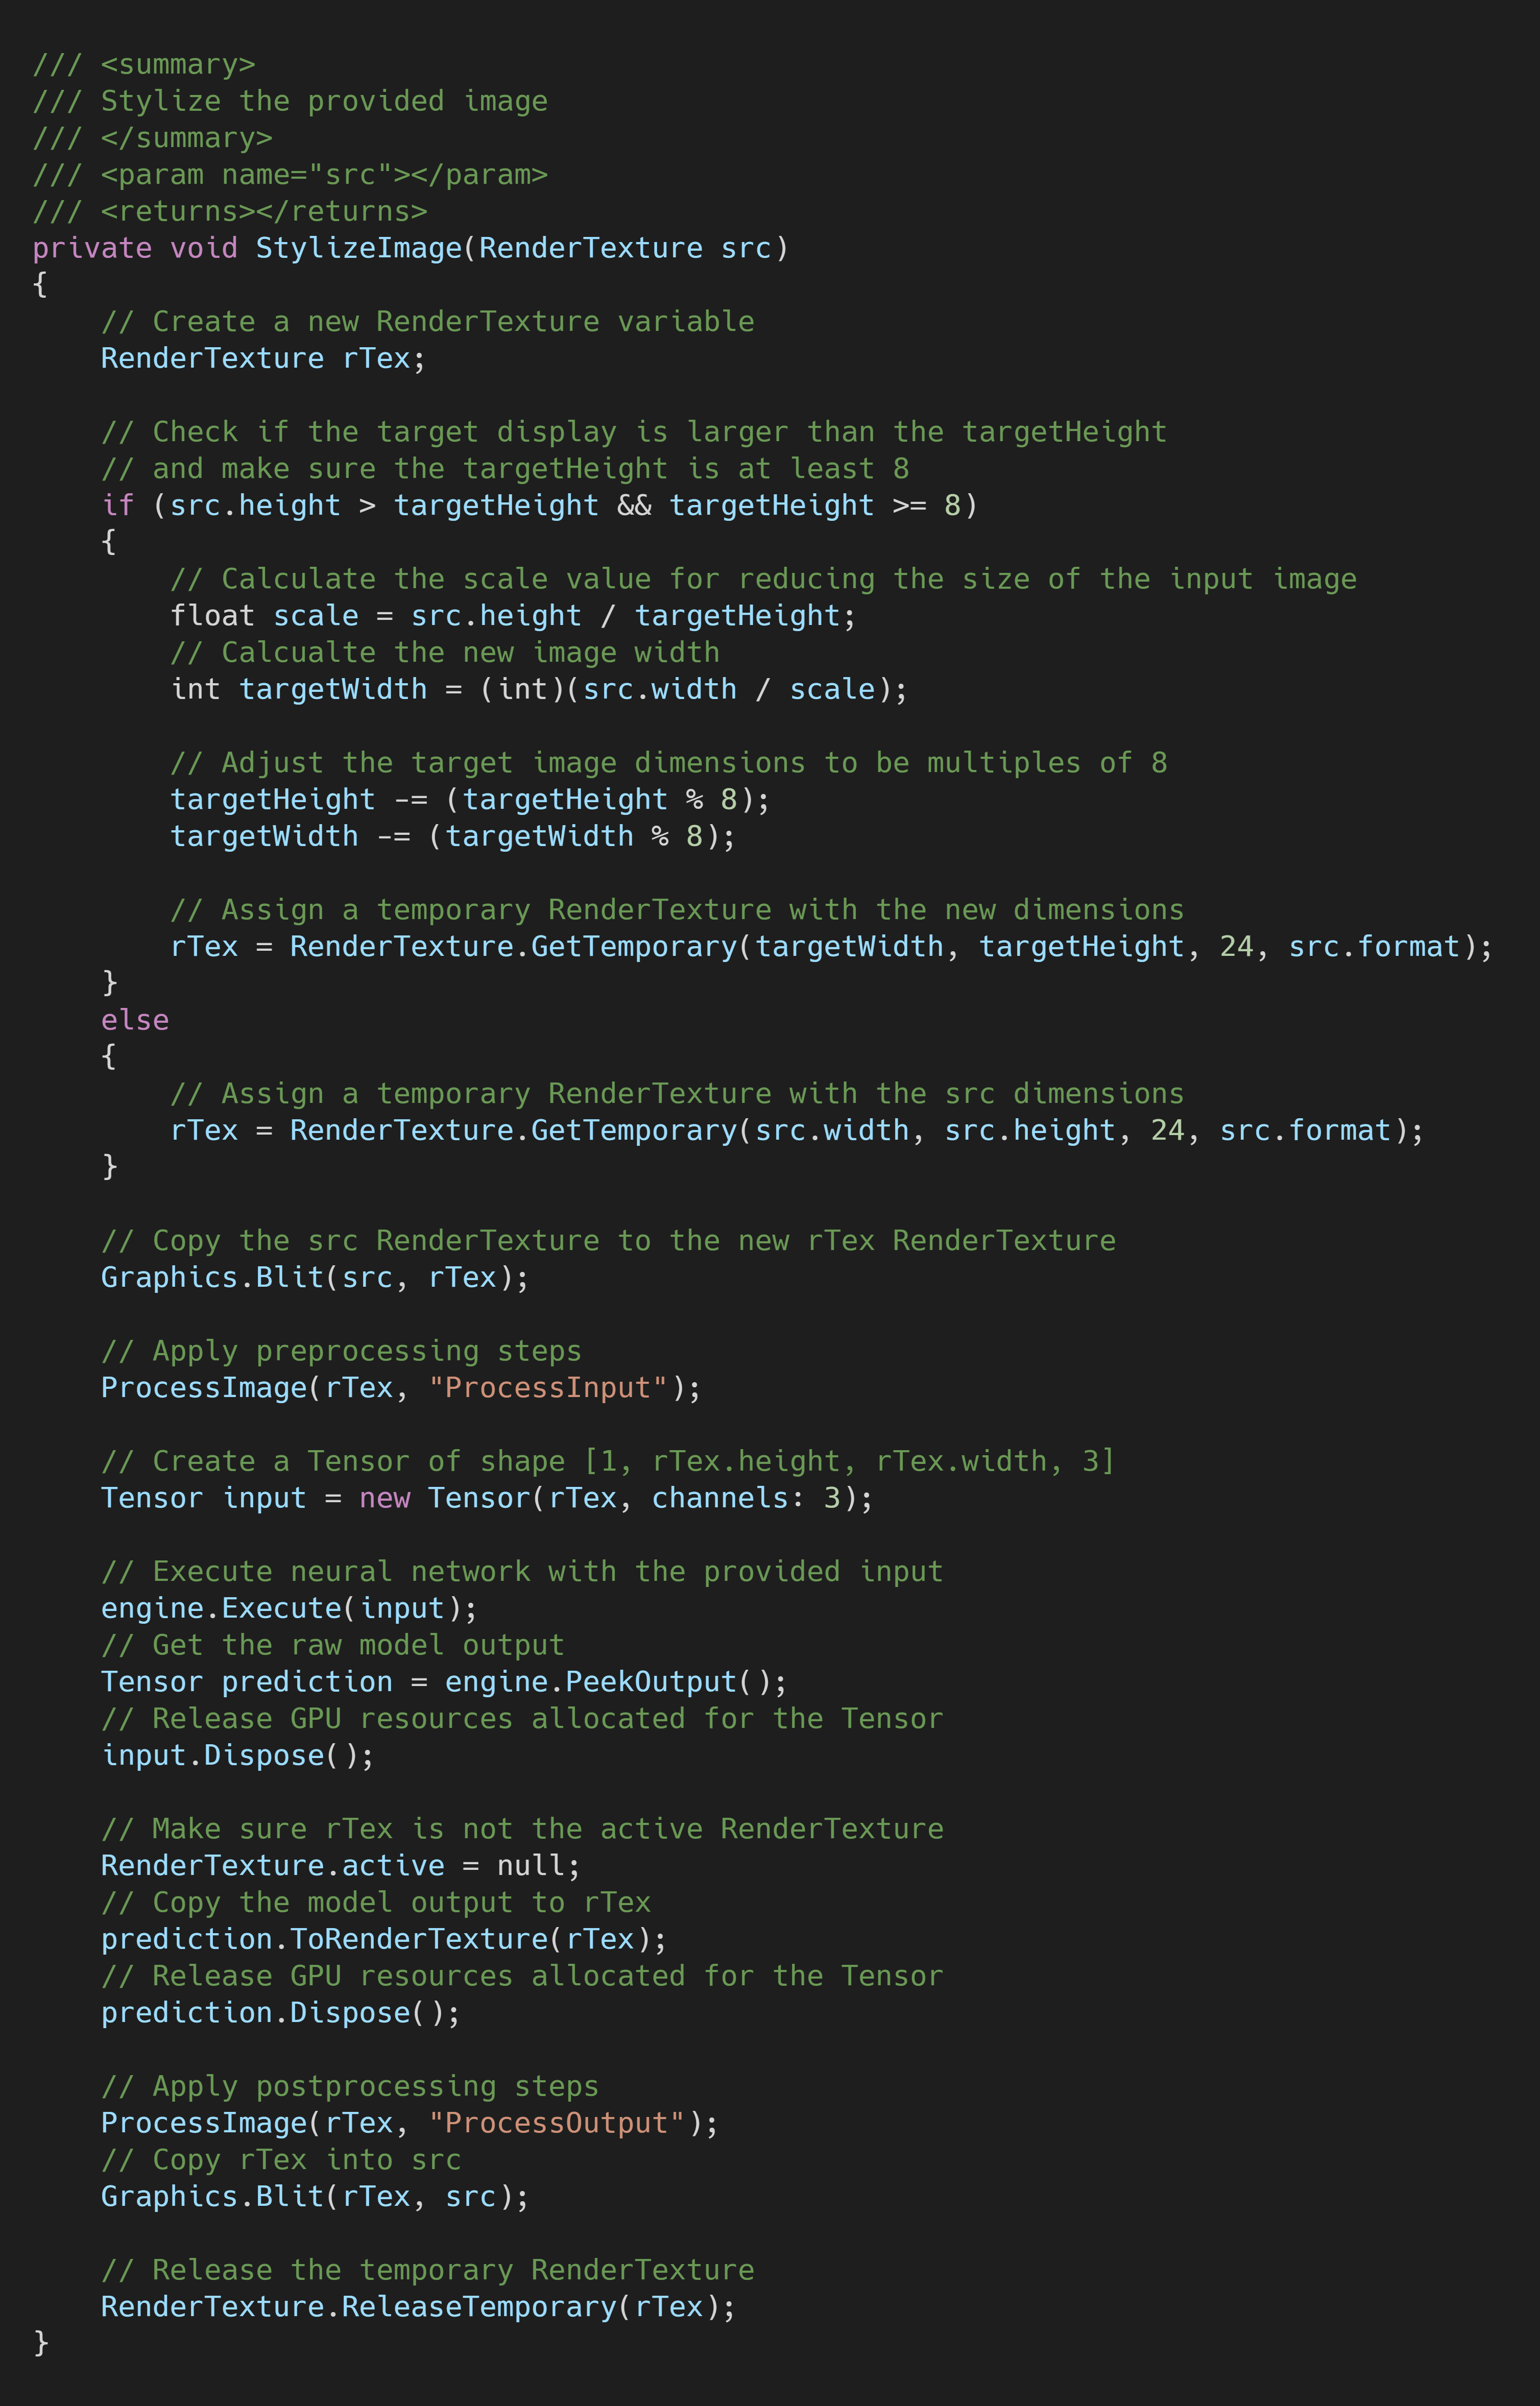 /// <summary>
/// Stylize the provided image
/// </summary>
/// <param name="src"></param>
/// <returns></returns>
private void StylizeImage(RenderTexture src)
{
    // Create a new RenderTexture variable
    RenderTexture rTex;

    // Check if the target display is larger than the targetHeight
    // and make sure the targetHeight is at least 8
    if (src.height > targetHeight && targetHeight >= 8)
    {
        // Calculate the scale value for reducing the size of the input image
        float scale = src.height / targetHeight;
        // Calcualte the new image width
        int targetWidth = (int)(src.width / scale);

        // Adjust the target image dimensions to be multiples of 8
        targetHeight -= (targetHeight % 8);
        targetWidth -= (targetWidth % 8);

        // Assign a temporary RenderTexture with the new dimensions
        rTex = RenderTexture.GetTemporary(targetWidth, targetHeight, 24, src.format);
    }
    else
    {
        // Assign a temporary RenderTexture with the src dimensions
        rTex = RenderTexture.GetTemporary(src.width, src.height, 24, src.format);
    }

    // Copy the src RenderTexture to the new rTex RenderTexture
    Graphics.Blit(src, rTex);

    // Apply preprocessing steps
    ProcessImage(rTex, "ProcessInput");

    // Create a Tensor of shape [1, rTex.height, rTex.width, 3]
    Tensor input = new Tensor(rTex, channels: 3);

    // Execute neural network with the provided input
    engine.Execute(input);
    // Get the raw model output
    Tensor prediction = engine.PeekOutput();
    // Release GPU resources allocated for the Tensor
    input.Dispose();

    // Make sure rTex is not the active RenderTexture
    RenderTexture.active = null;
    // Copy the model output to rTex
    prediction.ToRenderTexture(rTex);
    // Release GPU resources allocated for the Tensor
    prediction.Dispose();

    // Apply postprocessing steps
    ProcessImage(rTex, "ProcessOutput");
    // Copy rTex into src
    Graphics.Blit(rTex, src);

    // Release the temporary RenderTexture
    RenderTexture.ReleaseTemporary(rTex);
}